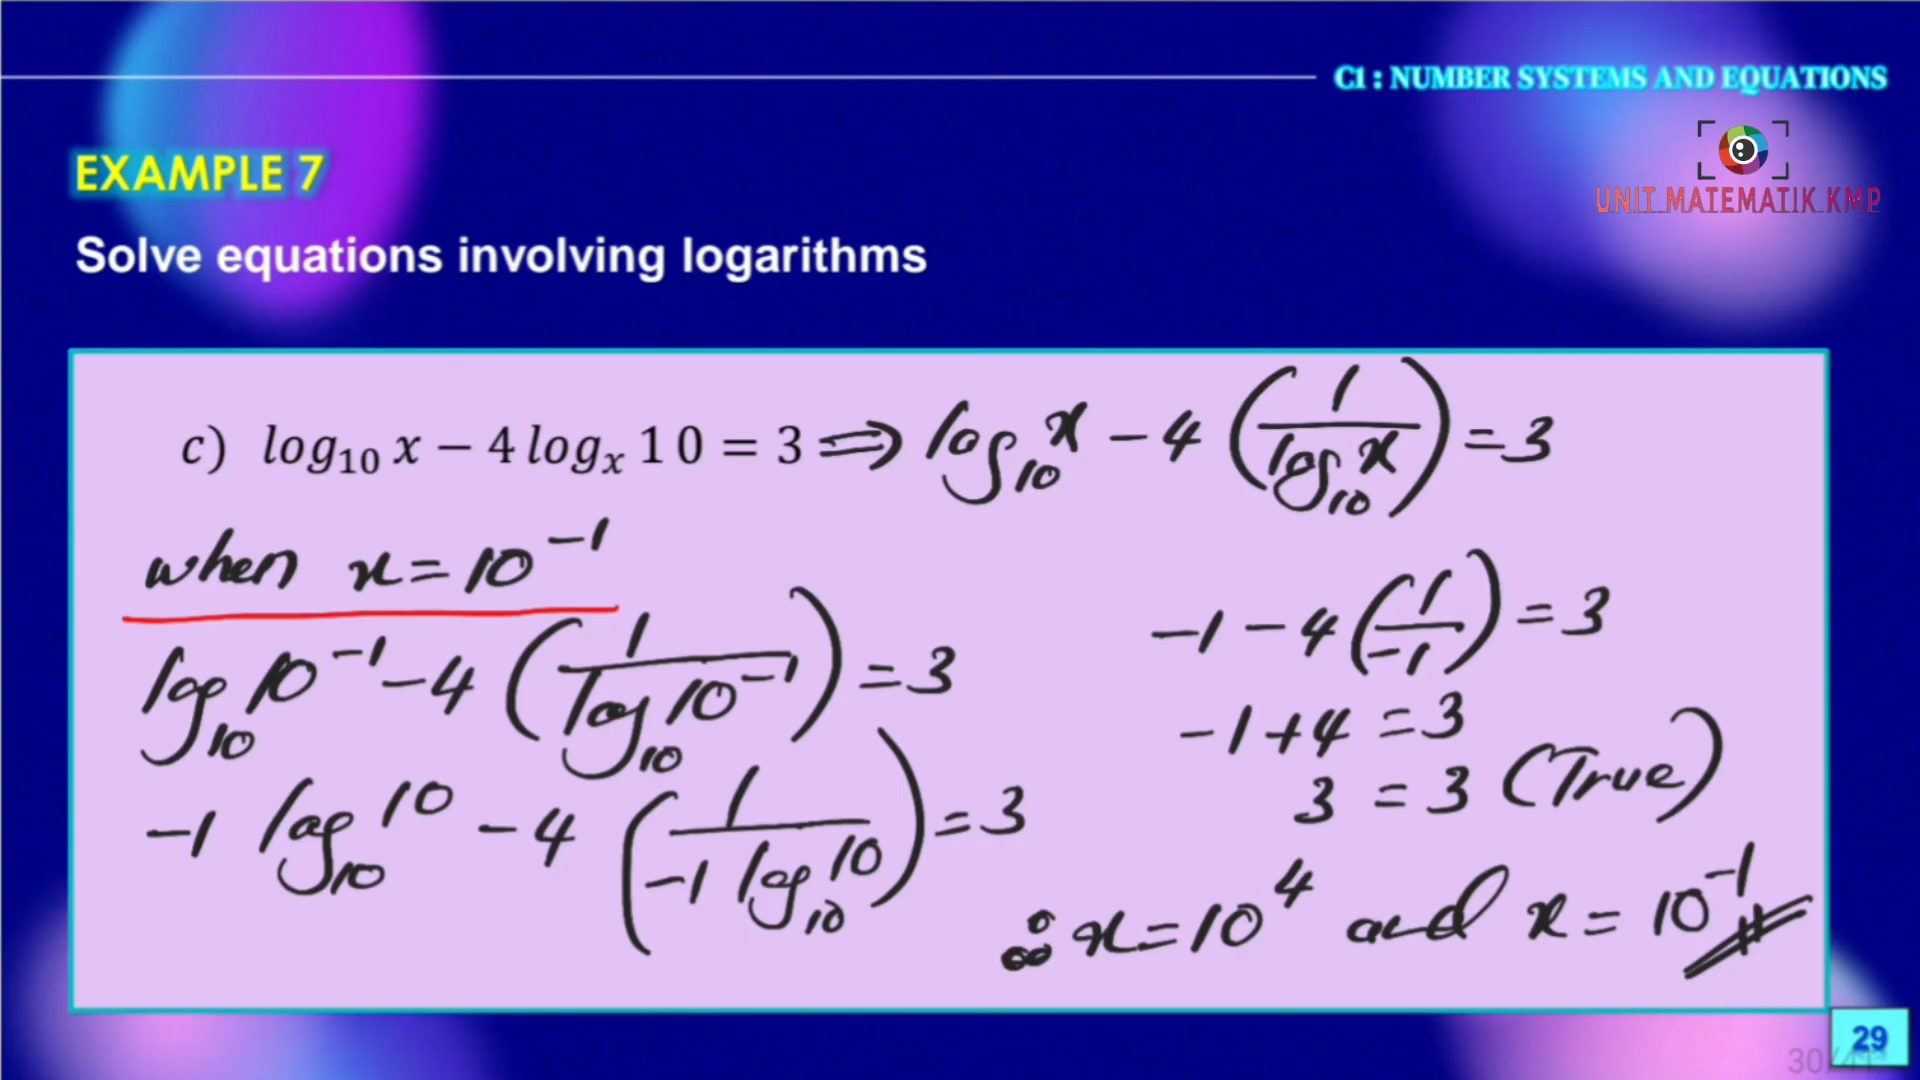 C1 : NUMBER SYSTEMS AND EQUATIONS
UNIT MATEMATIK KMP
EXAMPLE 7
Solve equations involving logarithms
c) log₁₀ x − 4 logₓ 1 0 = 3 ⟹ log₁₀ x − 4 (1 / log₁₀ x) = 3
when x = 10⁻¹
log₁₀ 10⁻¹ − 4 (1 / log₁₀ 10⁻¹) = 3
−1 log₁₀ 10 − 4 (1 / −1 log₁₀ 10) = 3
−1 − 4 (1 / −1) = 3
−1 + 4 = 3
3 = 3 (True)
∴ x = 10⁴ and x = 10⁻¹
29